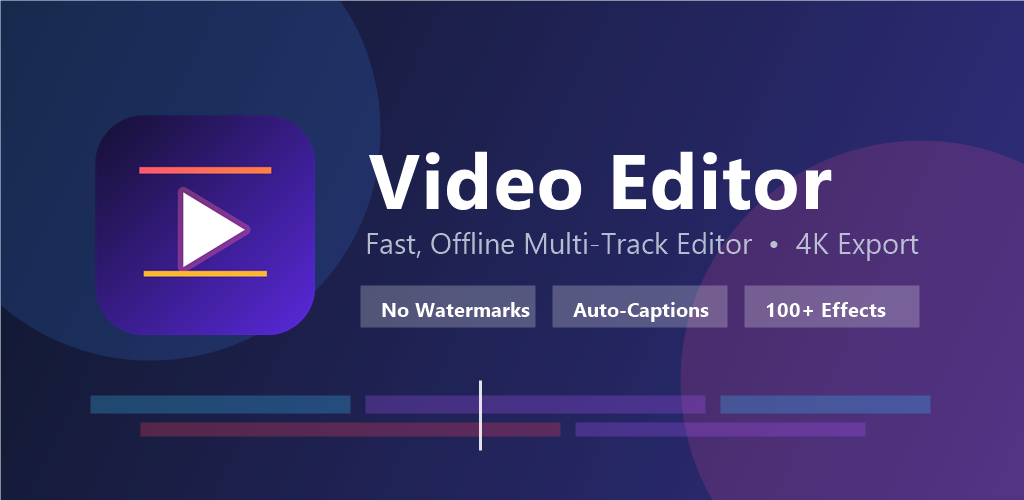 Video Editor
Fast, Offline Multi-Track Editor • 4K Export
No Watermarks
Auto-Captions
100+ Effects